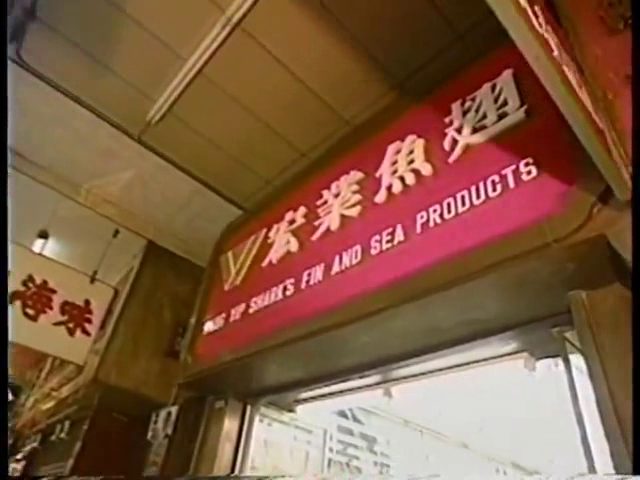 宏業魚翅
YIP SHARK'S FIN AND SEA PRODUCTS
海味